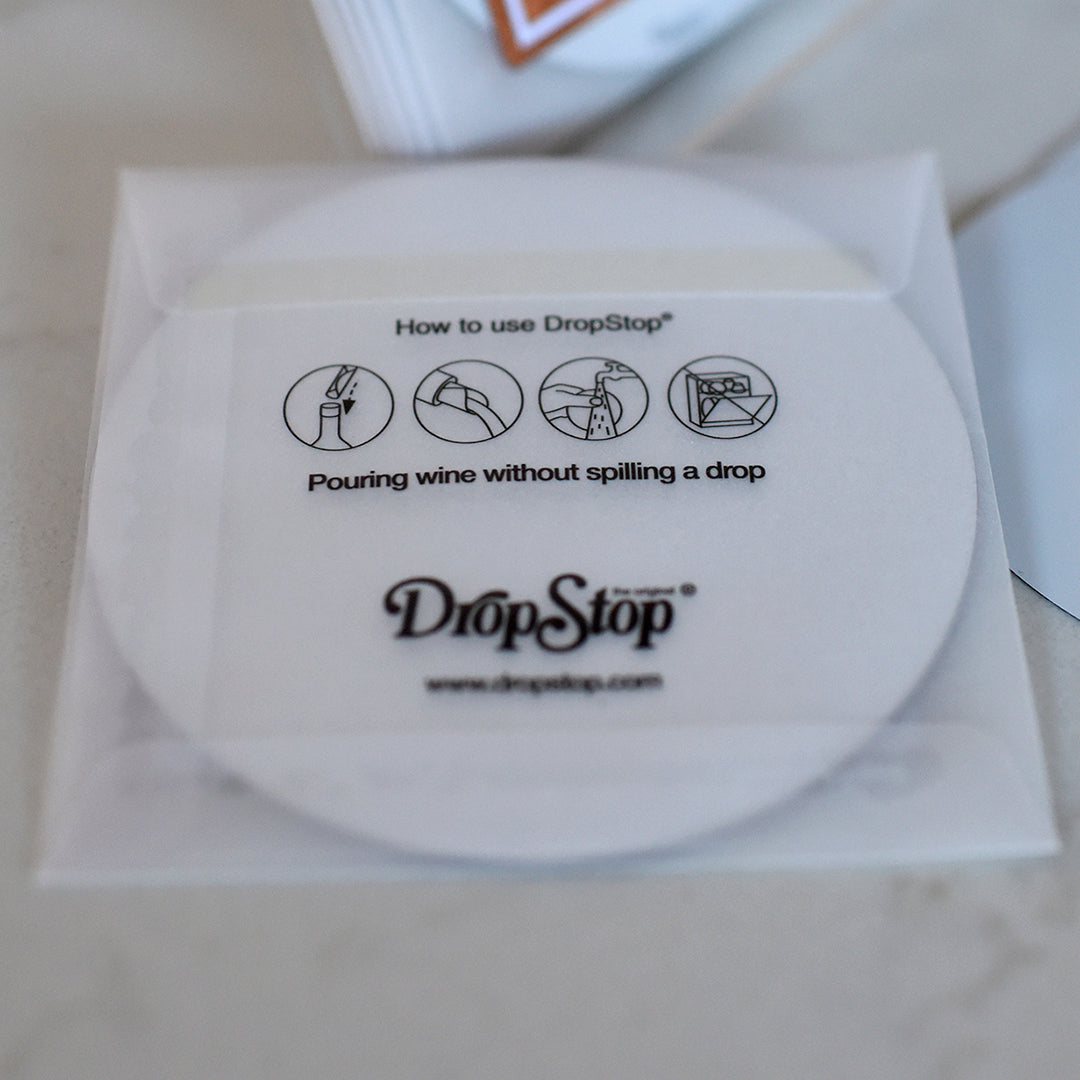 How to use DropStop®
Pouring wine without spilling a drop
the original
DropStop®
www.dropstop.com